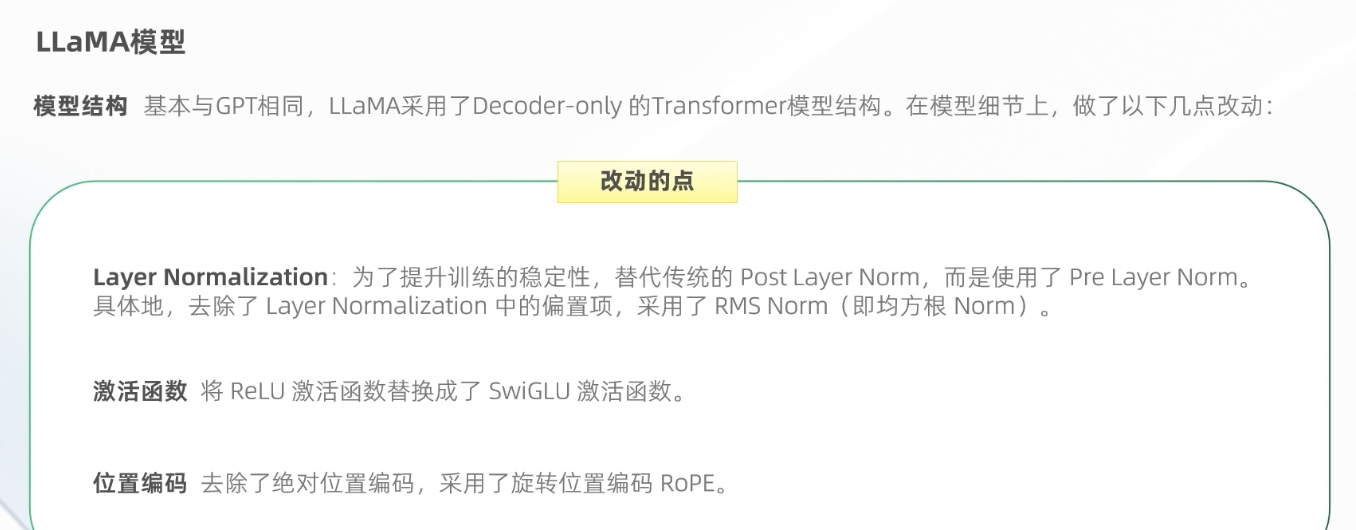 LLaMA模型
模型结构 基本与GPT相同，LLaMA采用了Decoder-only 的Transformer模型结构。在模型细节上，做了以下几点改动：
改动的点
Layer Normalization：为了提升训练的稳定性，替代传统的 Post Layer Norm，而是使用了 Pre Layer Norm。
具体地，去除了 Layer Normalization 中的偏置项，采用了 RMS Norm（即均方根 Norm）。
激活函数 将 ReLU 激活函数替换成了 SwiGLU 激活函数。
位置编码 去除了绝对位置编码，采用了旋转位置编码 RoPE。